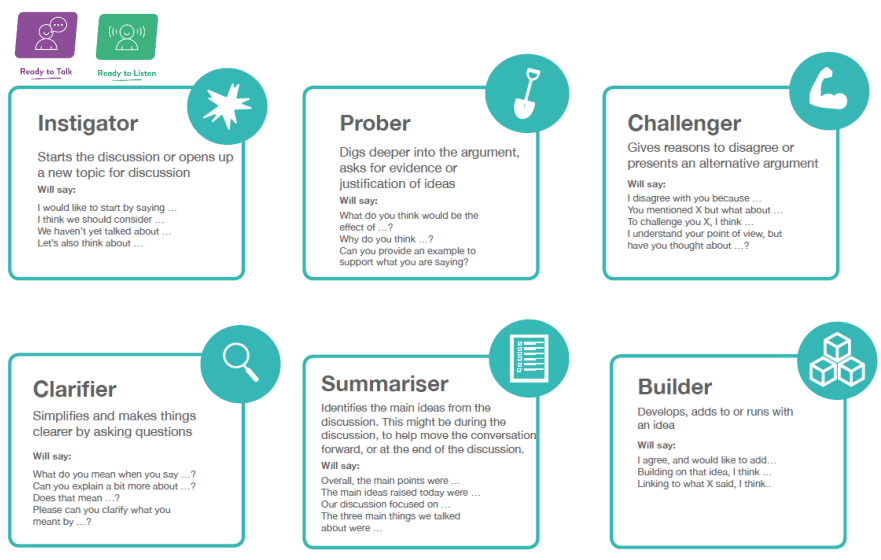 Ready to Talk
Ready to Listen
Instigator
Starts the discussion or opens up
a new topic for discussion
Will say:
I would like to start by saying …
I think we should consider …
We haven't yet talked about …
Let's also think about …
Prober
Digs deeper into the argument,
asks for evidence or
justification of ideas
Will say:
What do you think would be the
effect of …?
Why do you think …?
Can you provide an example to
support what you are saying?
Challenger
Gives reasons to disagree or
presents an alternative argument
Will say:
I disagree with you because …
You mentioned X but what about …
To challenge you X, I think …
I understand your point of view, but
have you thought about …?
Clarifier
Simplifies and makes things
clearer by asking questions
Will say:
What do you mean when you say …?
Can you explain a bit more about …?
Does that mean …?
Please can you clarify what you
meant by …?
Summariser
Identifies the main ideas from the
discussion. This might be during the
discussion, to help move the conversation
forward, or at the end of the discussion.
Will say:
Overall, the main points were …
The main ideas raised today were …
Our discussion focused on …
The three main things we talked
about were …
Builder
Develops, adds to or runs with
an idea
Will say:
I agree, and would like to add…
Building on that idea, I think …
Linking to what X said, I think..